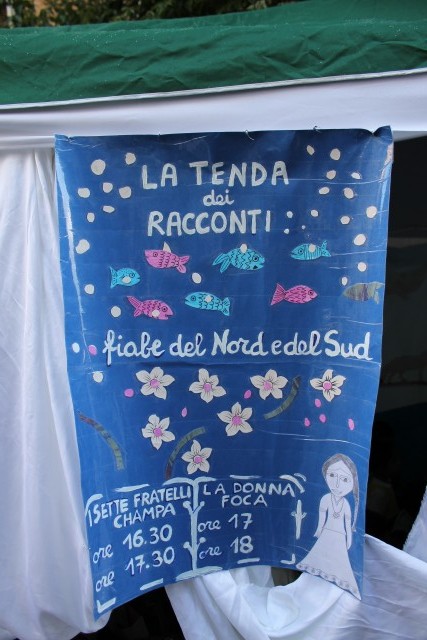 LA TENDA
dei
RACCONTI:
fiabe del Nord e del Sud
SETTE FRATELLI
CHAMPA
ore 16.30
ore 17.30
LA DONNA
FOCA
ore 17
ore 18